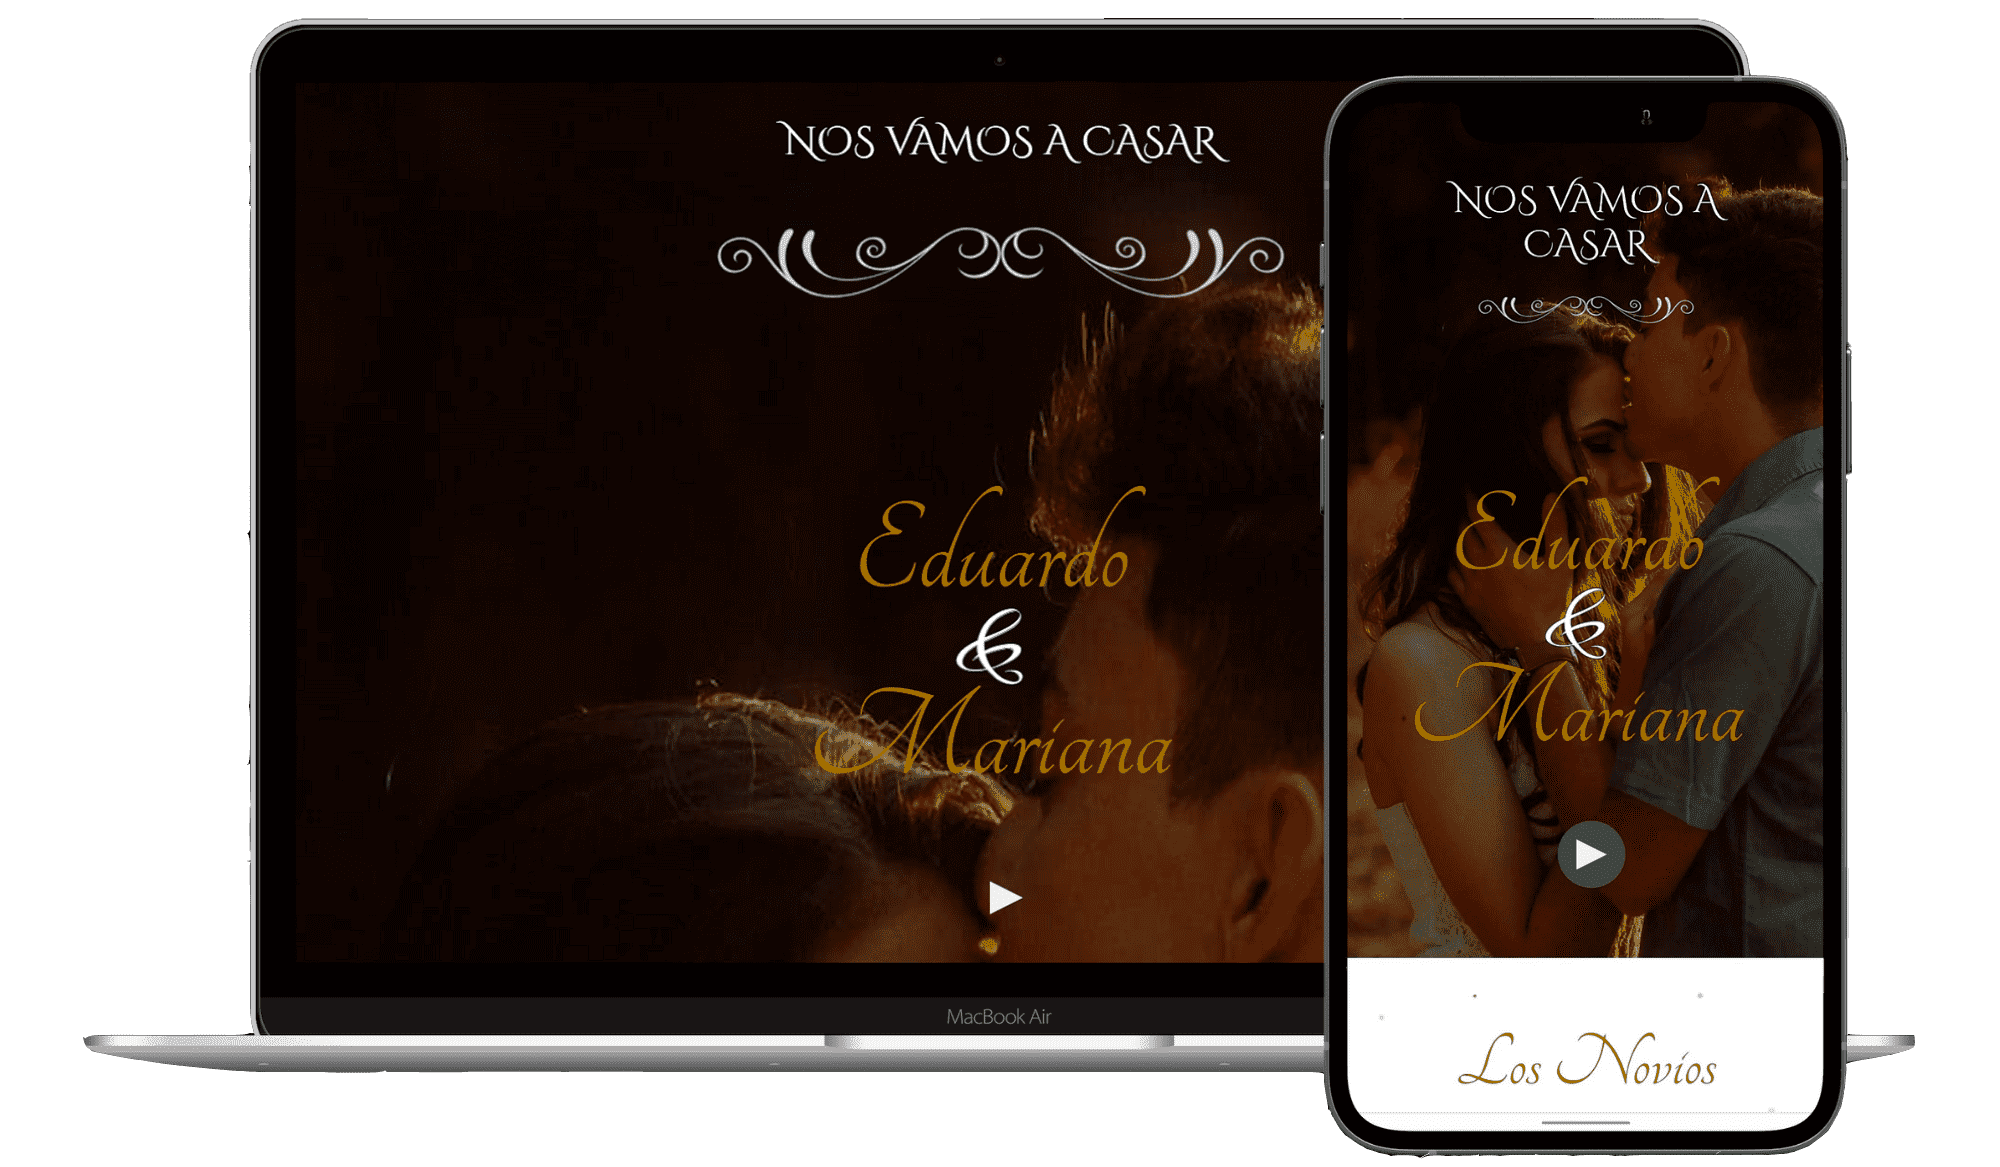 NOS VAMOS A CASAR
Eduardo
&
Mariana
MacBook Air
NOS VAMOS A
CASAR
Eduardo
&
Mariana
Los Novios